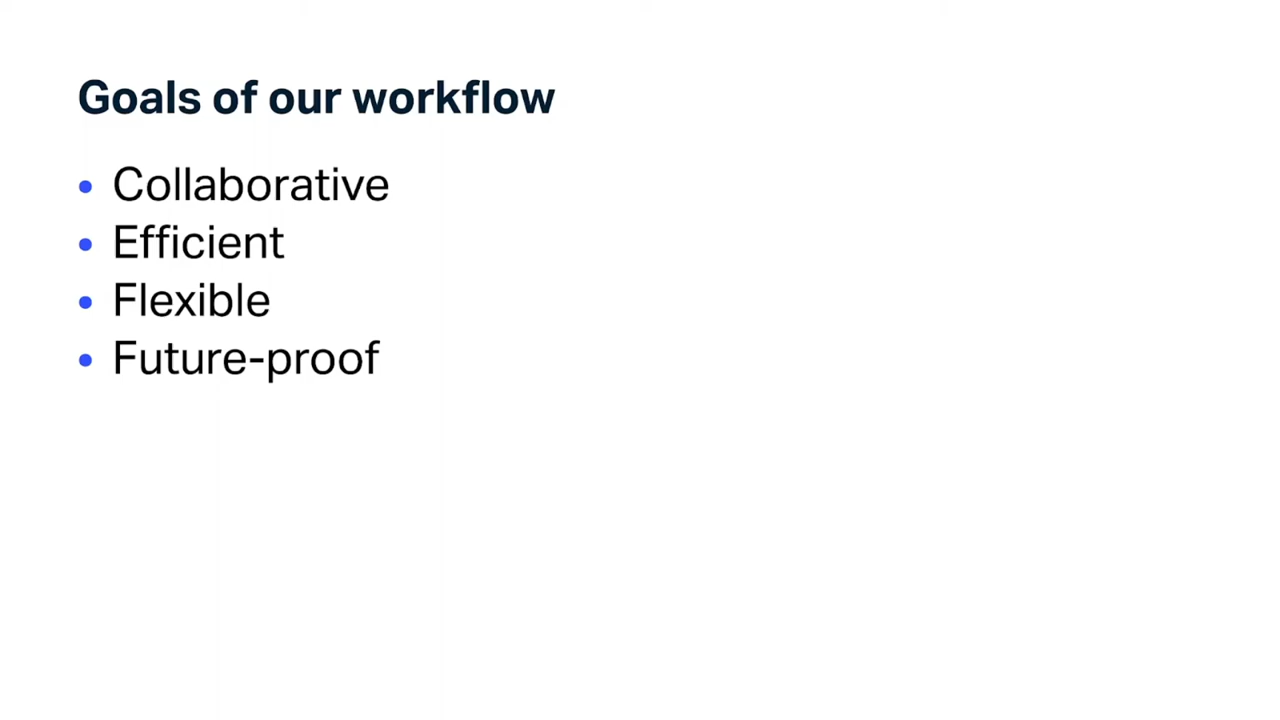 Goals of our workflow
• Collaborative
• Efficient
• Flexible
• Future-proof